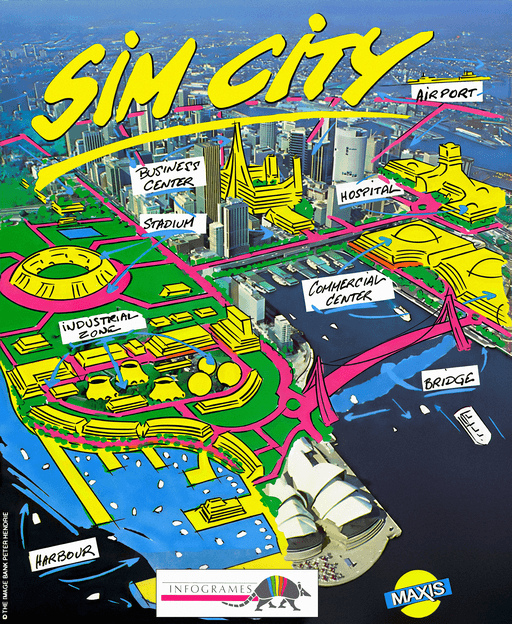 SIM CITY
AIRPORT
BUSINESS
CENTER
HOSPITAL
STADIUM
COMMERCIAL
CENTER
INDUSTRIAL
ZONE
BRIDGE
HARBOUR
INFOGRAMES
MAXIS
© THE IMAGE BANK PETER HENDRIE